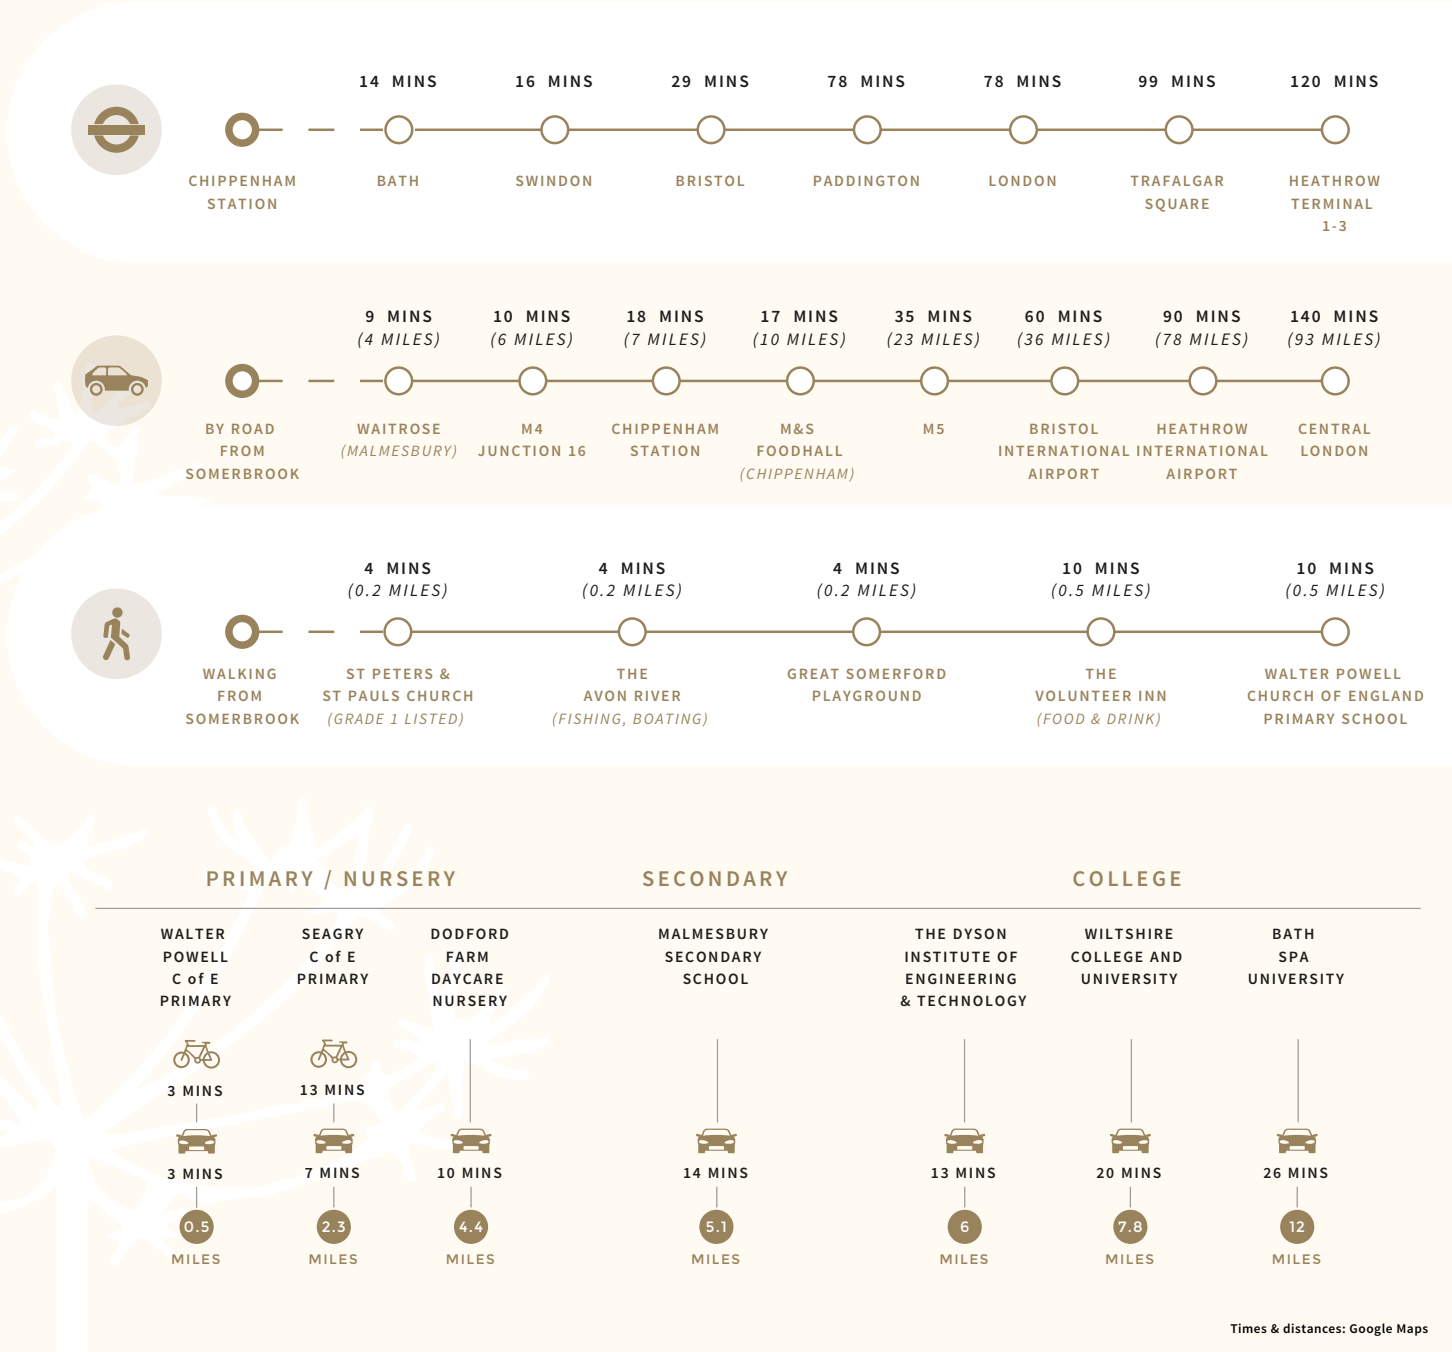 14 MINS 16 MINS 29 MINS 78 MINS 78 MINS 99 MINS 120 MINS
CHIPPENHAM BATH SWINDON BRISTOL PADDINGTON LONDON TRAFALGAR HEATHROW
STATION SQUARE TERMINAL
1-3
9 MINS 10 MINS 18 MINS 17 MINS 35 MINS 60 MINS 90 MINS 140 MINS
(4 MILES) (6 MILES) (7 MILES) (10 MILES) (23 MILES) (36 MILES) (78 MILES) (93 MILES)
BY ROAD WAITROSE M4 CHIPPENHAM M&S M5 BRISTOL HEATHROW CENTRAL
FROM (MALMESBURY) JUNCTION 16 STATION FOODHALL INTERNATIONAL INTERNATIONAL LONDON
SOMERBROOK (CHIPPENHAM) AIRPORT AIRPORT
4 MINS 4 MINS 4 MINS 10 MINS 10 MINS
(0.2 MILES) (0.2 MILES) (0.2 MILES) (0.5 MILES) (0.5 MILES)
WALKING ST PETERS & THE GREAT SOMERFORD THE WALTER POWELL
FROM ST PAULS CHURCH AVON RIVER PLAYGROUND VOLUNTEER INN CHURCH OF ENGLAND
SOMERBROOK (GRADE 1 LISTED) (FISHING, BOATING) (FOOD & DRINK) PRIMARY SCHOOL
PRIMARY / NURSERY SECONDARY COLLEGE
WALTER SEAGRY DODFORD MALMESBURY THE DYSON WILTSHIRE BATH
POWELL C of E FARM SECONDARY INSTITUTE OF COLLEGE AND SPA
C of E PRIMARY DAYCARE SCHOOL ENGINEERING UNIVERSITY UNIVERSITY
PRIMARY NURSERY & TECHNOLOGY
3 MINS 13 MINS
3 MINS 7 MINS 10 MINS 14 MINS 13 MINS 20 MINS 26 MINS
0.5 2.3 4.4 5.1 6 7.8 12
MILES MILES MILES MILES MILES MILES MILES
Times & distances: Google Maps